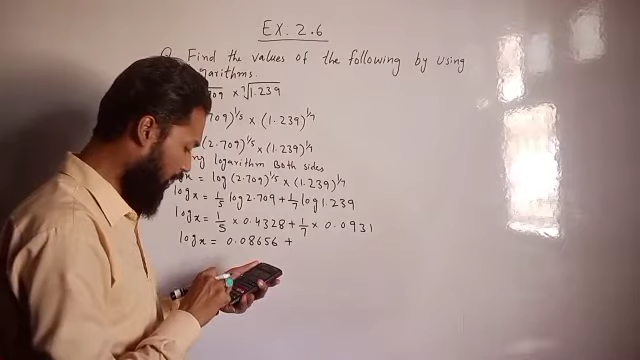 EX: 2.6
Q Find the values of the following by using
arithms.
709 × ⁷√1.239
709)^1/5 × (1.239)^1/7
(2.709)^1/5 × (1.239)^1/7
logarithm Both sides
x = log (2.709)^1/5 × (1.239)^1/7
log x = 1/5 log 2.709 + 1/7 log 1.239
log x = 1/5 × 0.4328 + 1/7 × 0.0931
log x = 0.08656 +